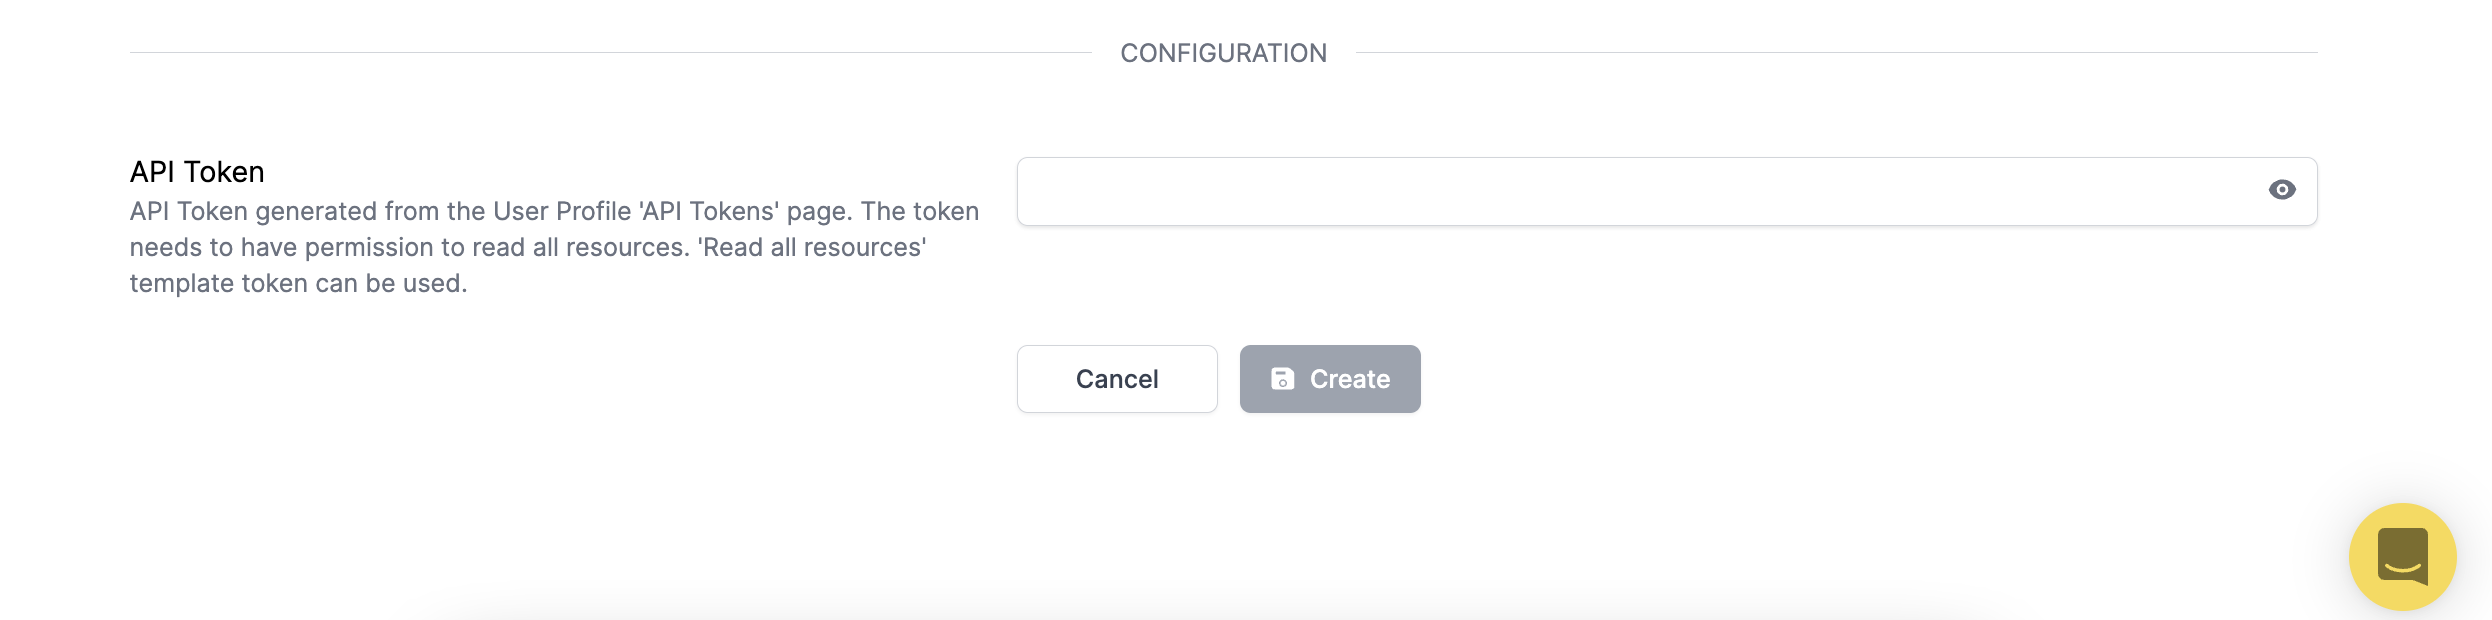 CONFIGURATION
API Token
API Token generated from the User Profile 'API Tokens' page. The token
needs to have permission to read all resources. 'Read all resources'
template token can be used.
Cancel
Create